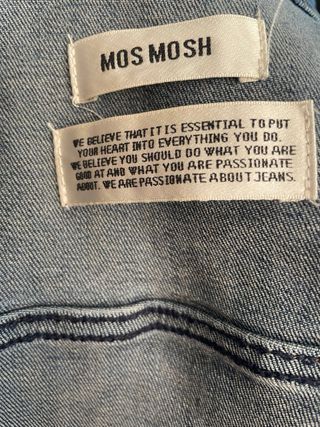 MOS MOSH
WE BELIEVE THAT IT IS ESSENTIAL TO PUT
YOUR HEART INTO EVERYTHING YOU DO.
WE BELIEVE YOU SHOULD DO WHAT YOU ARE
GOOD AT AND WHAT YOU ARE PASSIONATE
ABOUT. WE ARE PASSIONATE ABOUT JEANS.